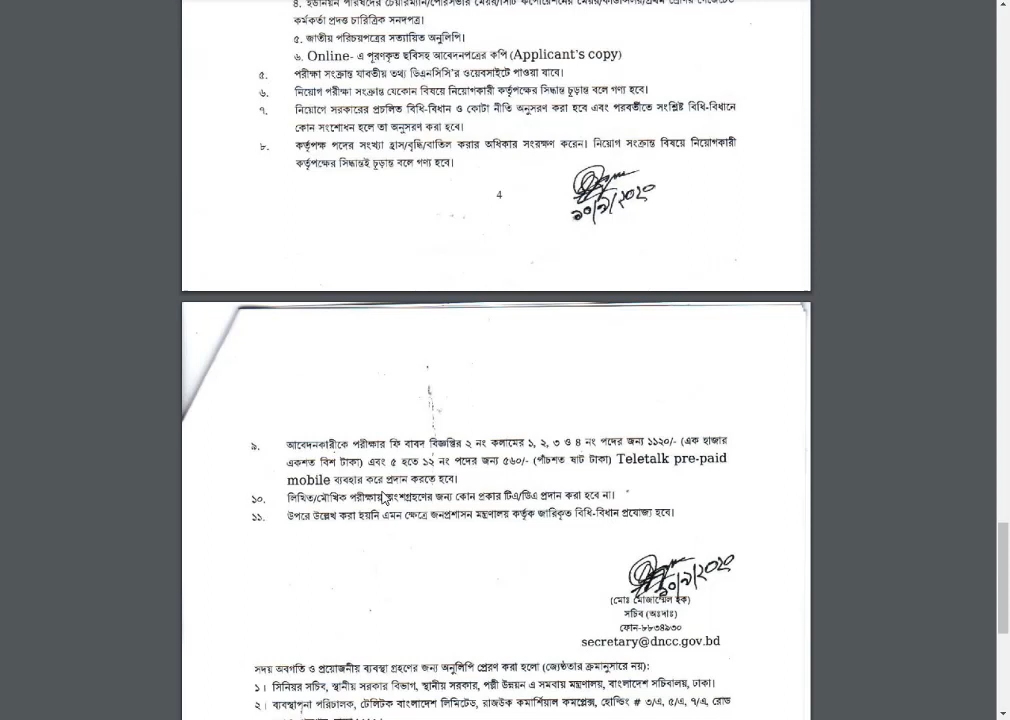 ৪. ইউনিয়ন পরিষদের চেয়ারম্যান/পৌরসভার মেয়র/সিটি কর্পোরেশনের মেয়র/কাউন্সিলর/প্রথম শ্রেণির গেজেটেড
কর্মকর্তা প্রদত্ত চারিত্রিক সনদপত্র।
৫. জাতীয় পরিচয়পত্রের সত্যায়িত অনুলিপি।
৬. Online- এ পূরণকৃত ছবিসহ আবেদনপত্রের কপি (Applicant's copy)
৫. পরীক্ষা সংক্রান্ত যাবতীয় তথ্য ডিএনসিসি'র ওয়েবসাইটে পাওয়া যাবে।
৬. নিয়োগ পরীক্ষা সংক্রান্ত যেকোন বিষয়ে নিয়োগকারী কর্তৃপক্ষের সিদ্ধান্ত চূড়ান্ত বলে গণ্য হবে।
৭. নিয়োগে সরকারের প্রচলিত বিধি-বিধান ও কোটা নীতি অনুসরণ করা হবে এবং পরবর্তীতে সংশ্লিষ্ট বিধি-বিধানে
কোন সংশোধন হলে তা অনুসরণ করা হবে।
৮. কর্তৃপক্ষ পদের সংখ্যা হ্রাস/বৃদ্ধি/বাতিল করার অধিকার সংরক্ষণ করেন। নিয়োগ সংক্রান্ত বিষয়ে নিয়োগকারী
কর্তৃপক্ষের সিদ্ধান্তই চূড়ান্ত বলে গণ্য হবে।
4
১০/৯/২০২০
৯. আবেদনকারীকে পরীক্ষার ফি বাবদ বিজ্ঞপ্তির ২ নং কলামের ১, ২, ৩ ও ৪ নং পদের জন্য ১১২০/- (এক হাজার
একশত বিশ টাকা) এবং ৫ হতে ১২ নং পদের জন্য ৫৬০/- (পাঁচশত ষাট টাকা) Teletalk pre-paid
mobile ব্যবহার করে প্রদান করতে হবে।
১০. লিখিত/মৌখিক পরীক্ষায় অংশগ্রহণের জন্য কোন প্রকার টিএ/ডিএ প্রদান করা হবে না।
১১. উপরে উল্লেখ করা হয়নি এমন ক্ষেত্রে জনপ্রশাসন মন্ত্রণালয় কর্তৃক জারিকৃত বিধি-বিধান প্রযোজ্য হবে।
১০/৯/২০২০
(মোঃ মোজাম্মেল হক)
সচিব (অঃদাঃ)
ফোন-৮৮৩৪৯৩০
secretary@dncc.gov.bd
সদয় অবগতি ও প্রয়োজনীয় ব্যবস্থা গ্রহণের জন্য অনুলিপি প্রেরণ করা হলো (জ্যেষ্ঠতার ক্রমানুসারে নয়):
১। সিনিয়র সচিব, স্থানীয় সরকার বিভাগ, স্থানীয় সরকার, পল্লী উন্নয়ন ও সমবায় মন্ত্রণালয়, বাংলাদেশ সচিবালয়, ঢাকা।
২। ব্যবস্থাপনা পরিচালক, টেলিটক বাংলাদেশ লিমিটেড, রাজউক কমার্শিয়াল কমপ্লেক্স, হোল্ডিং # ৩/এ, ৫/এ, ৭/এ, রোড